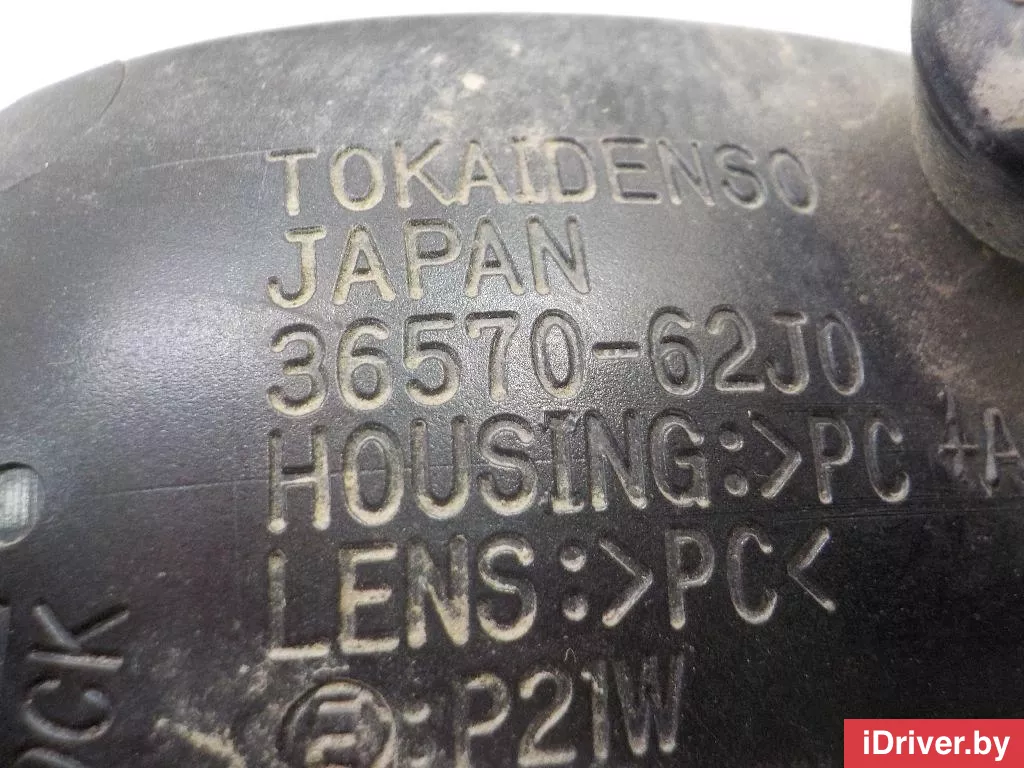 TOKAIDENSO
JAPAN
36570-62J0
HOUSING:>PC+A
LENS:>PC<
:P21W
iDriver.by